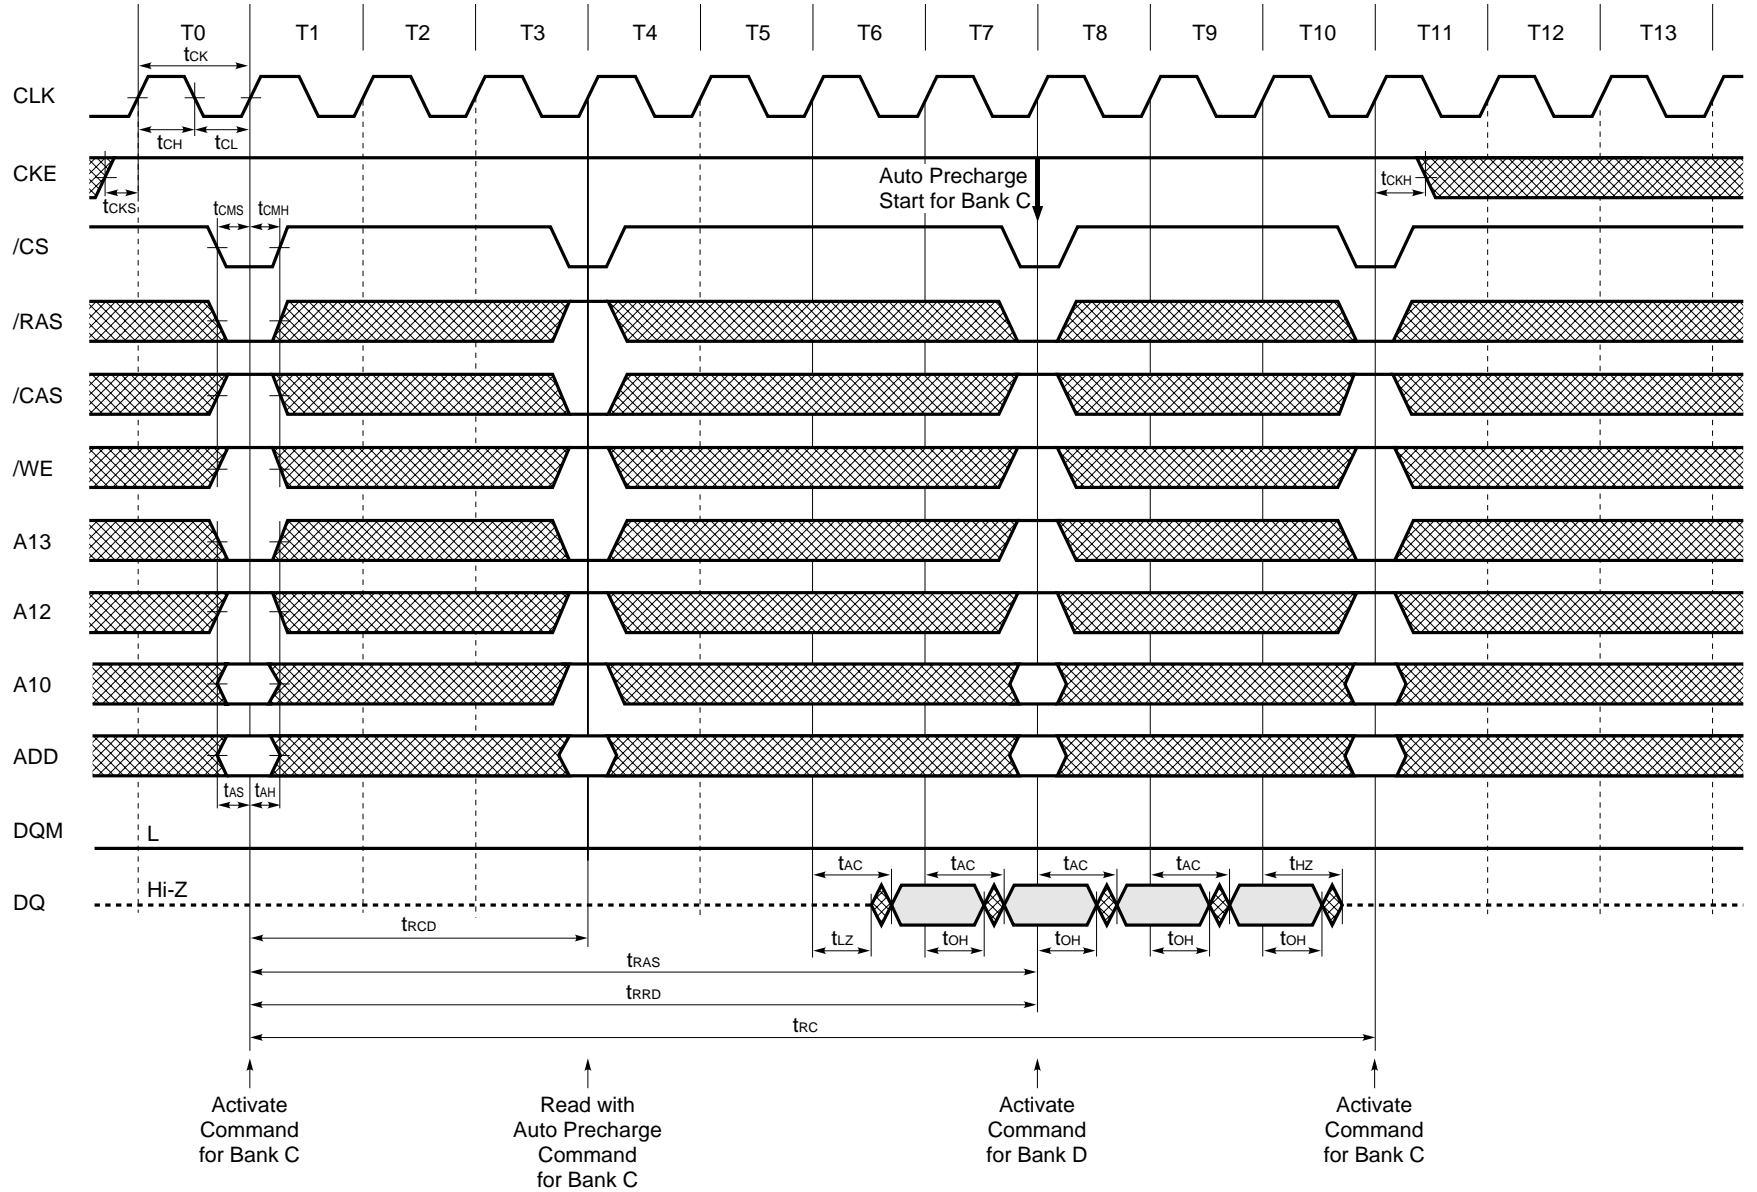 T0 T1 T2 T3 T4 T5 T6 T7 T8 T9 T10 T11 T12 T13
tCK
CLK
tCH tCL
CKE
Auto Precharge
Start for Bank C
tCKH
tCKS tCMS tCMH
/CS
/RAS
/CAS
/WE
A13
A12
A10
ADD
tAS tAH
DQM
L
tAC tAC tAC tAC tHZ
DQ
Hi-Z
tRCD
tLZ tOH tOH tOH tOH
tRAS
tRRD
tRC
Activate
Command
for Bank C
Read with
Auto Precharge
Command
for Bank C
Activate
Command
for Bank D
Activate
Command
for Bank C